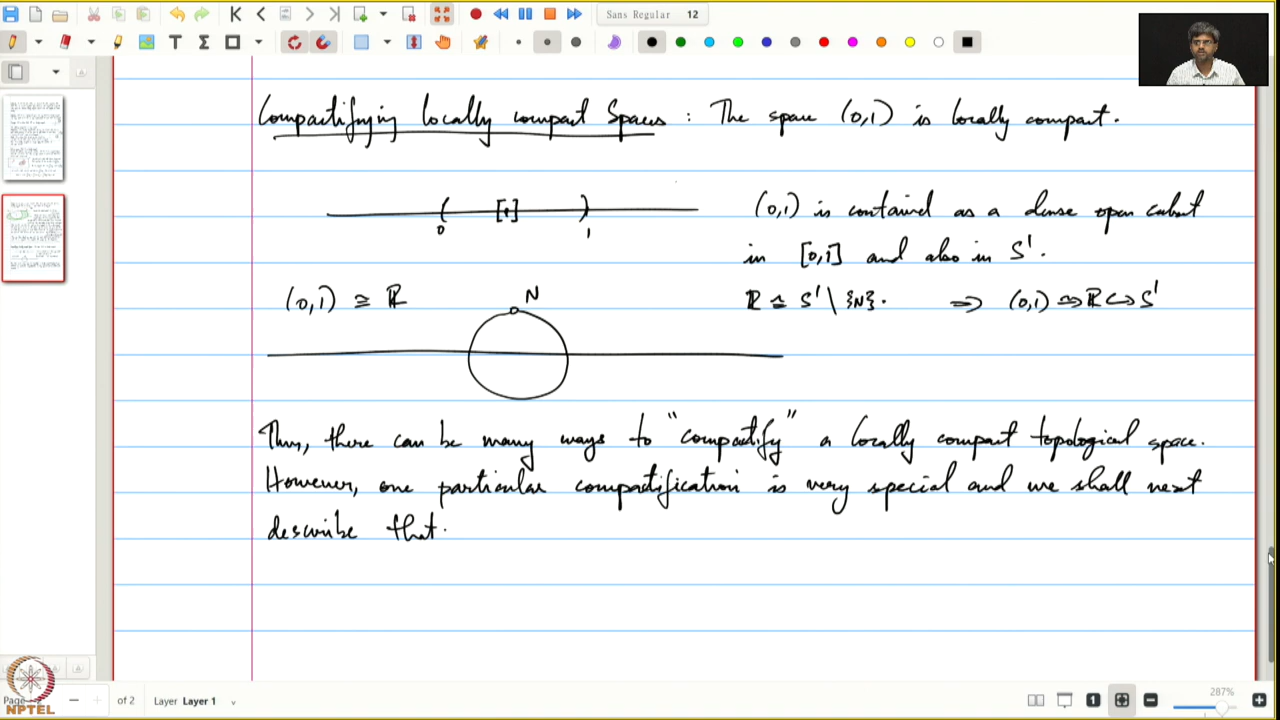 Sans Regular 12
Compactifying locally compact Spaces : The space (0,1) is locally compact.
( [•] )
0 1
(0,1) is contained as a dense open subset
in [0,1] and also in S¹.
(0,1) ≅ ℝ
N
ℝ ≅ S¹ \ {N}. ⇒ (0,1) ≅ ℝ ↪ S¹
Thus, there can be many ways to "compactify" a locally compact topological space.
However, one particular compactification is very special and we shall next
describe that.
NPTEL
Page
of 2
Layer Layer 1
287%